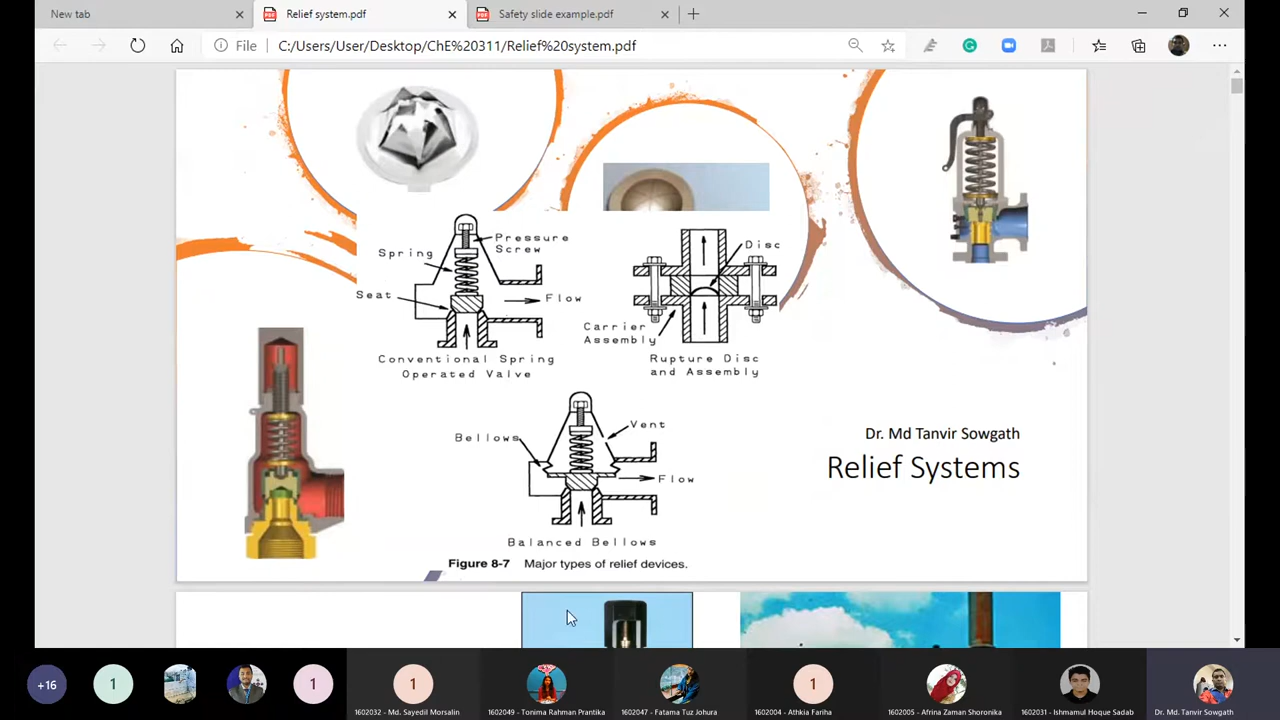 New tab
Relief system.pdf
Safety slide example.pdf
File
C:/Users/User/Desktop/ChE%20311/Relief%20system.pdf
Pressure
Screw
Spring
Seat
Flow
Conventional Spring
Operated Valve
Disc
Carrier
Assembly
Rupture Disc
and Assembly
Bellows
Vent
Flow
Balanced Bellows
Figure 8-7 Major types of relief devices.
Dr. Md Tanvir Sowgath
Relief Systems
+16
1
1
1
1602032 - Md. Sayedil Morsalin
1602049 - Tonima Rahman Prantika
1602047 - Fatama Tuz Johura
1
1602004 - Athkia Fariha
1602005 - Afrina Zaman Shoronika
1602031 - Ishmamul Hoque Sadab
Dr. Md Tanvir Sowgath